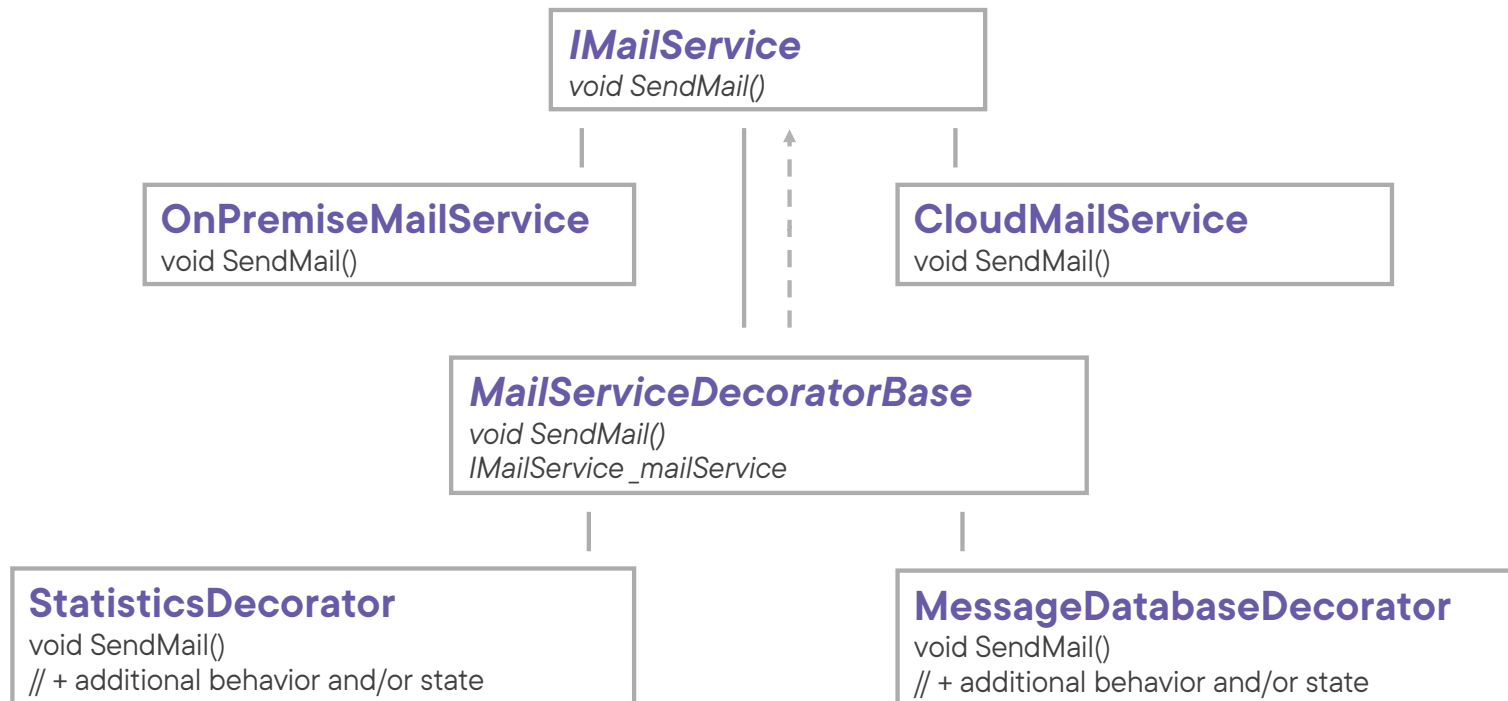 IMailService
void SendMail()
OnPremiseMailService
void SendMail()
CloudMailService
void SendMail()
MailServiceDecoratorBase
void SendMail()
IMailService _mailService
StatisticsDecorator
void SendMail()
// + additional behavior and/or state
MessageDatabaseDecorator
void SendMail()
// + additional behavior and/or state